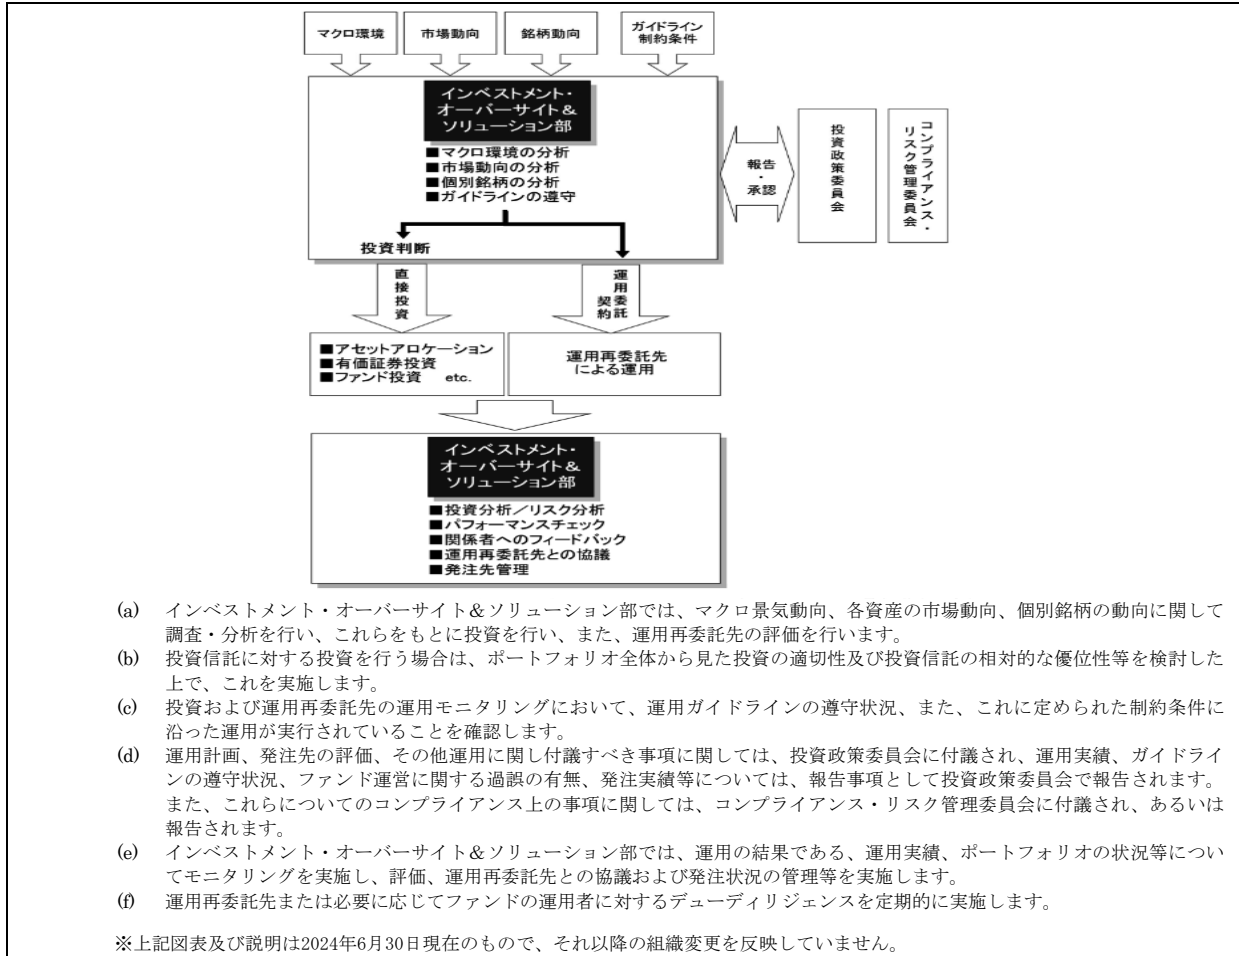 マクロ環境
市場動向
銘柄動向
ガイドライン
制約条件
インベストメント・
オーバーサイト＆
ソリューション部
■マクロ環境の分析
■市場動向の分析
■個別銘柄の分析
■ガイドラインの遵守
投資判断
報告
・
承認
投資政策委員会
コンプライアンス・
リスク管理委員会
直接投資
運用委託
契約
■アセットアロケーション
■有価証券投資
■ファンド投資 etc.
運用再委託先
による運用
インベストメント・
オーバーサイト＆
ソリューション部
■投資分析／リスク分析
■パフォーマンスチェック
■関係者へのフィードバック
■運用再委託先との協議
■発注先管理
(a) インベストメント・オーバーサイト＆ソリューション部では、マクロ景気動向、各資産の市場動向、個別銘柄の動向に関して
調査・分析を行い、これらをもとに投資を行い、また、運用再委託先の評価を行います。
(b) 投資信託に対する投資を行う場合は、ポートフォリオ全体から見た投資の適切性及び投資信託の相対的な優位性等を検討した
上で、これを実施します。
(c) 投資および運用再委託先の運用モニタリングにおいて、運用ガイドラインの遵守状況、また、これに定められた制約条件に
沿った運用が実行されていることを確認します。
(d) 運用計画、発注先の評価、その他運用に関し付議すべき事項に関しては、投資政策委員会に付議され、運用実績、ガイドライ
ンの遵守状況、ファンド運営に関する過誤の有無、発注実績等については、報告事項として投資政策委員会で報告されます。
また、これらについてのコンプライアンス上の事項に関しては、コンプライアンス・リスク管理委員会に付議され、あるいは
報告されます。
(e) インベストメント・オーバーサイト＆ソリューション部では、運用の結果である、運用実績、ポートフォリオの状況等につい
てモニタリングを実施し、評価、運用再委託先との協議および発注状況の管理等を実施します。
(f) 運用再委託先または必要に応じてファンドの運用者に対するデューディリジェンスを定期的に実施します。
※上記図表及び説明は2024年6月30日現在のもので、それ以降の組織変更を反映していません。